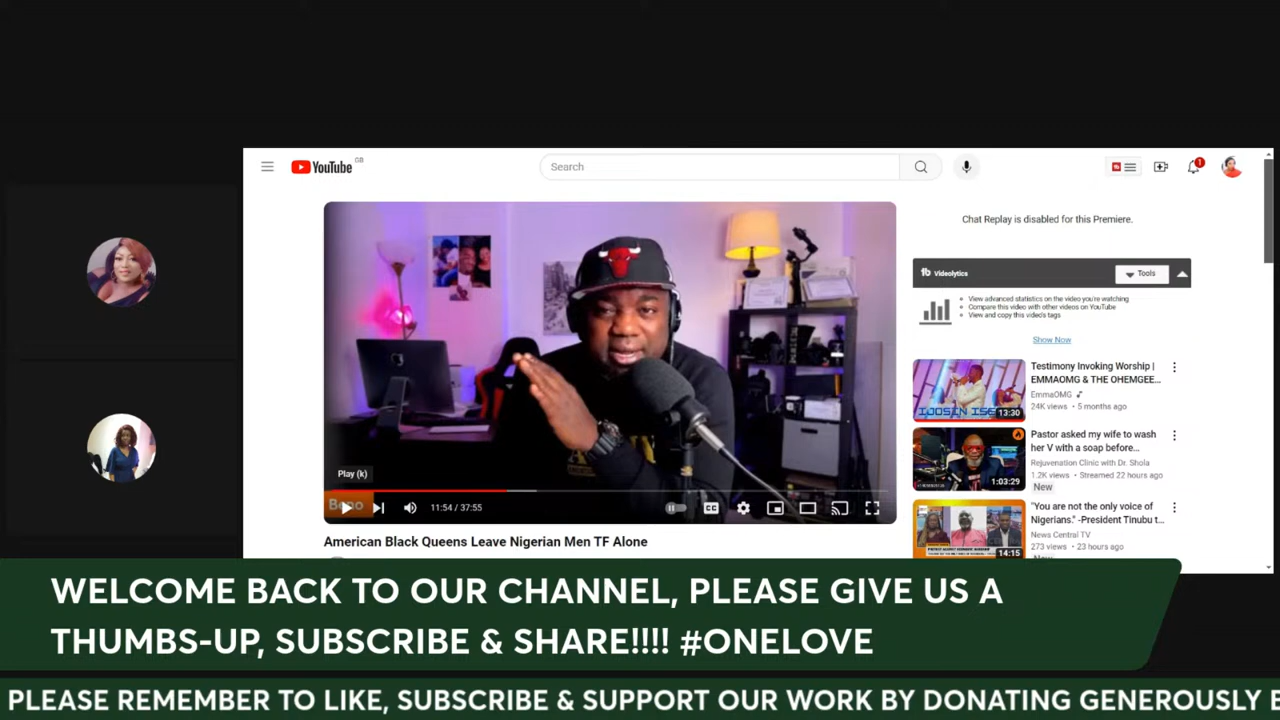 YouTube GB
Search
1
Chat Replay is disabled for this Premiere.
Videolytics
Tools
View advanced statistics on the video you're watching
Compare this video with other videos on YouTube
View and copy this video's tags
Show Now
Testimony Invoking Worship |
EMMAOMG & THE OHEMGEE...
EmmaOMG
24K views • 5 months ago
IJOSIN ISE
13:30
Pastor asked my wife to wash
her V with a soap before...
Rejuvenation Clinic with Dr. Shola
1.2K views • Streamed 22 hours ago
New
1:03:29
"You are not the only voice of
Nigerians." -President Tinubu t...
News Central TV
273 views • 23 hours ago
14:15
Play (k)
11:54 / 37:55
CC
American Black Queens Leave Nigerian Men TF Alone
WELCOME BACK TO OUR CHANNEL, PLEASE GIVE US A
THUMBS-UP, SUBSCRIBE & SHARE!!!! #ONELOVE
PLEASE REMEMBER TO LIKE, SUBSCRIBE & SUPPORT OUR WORK BY DONATING GENEROUSLY